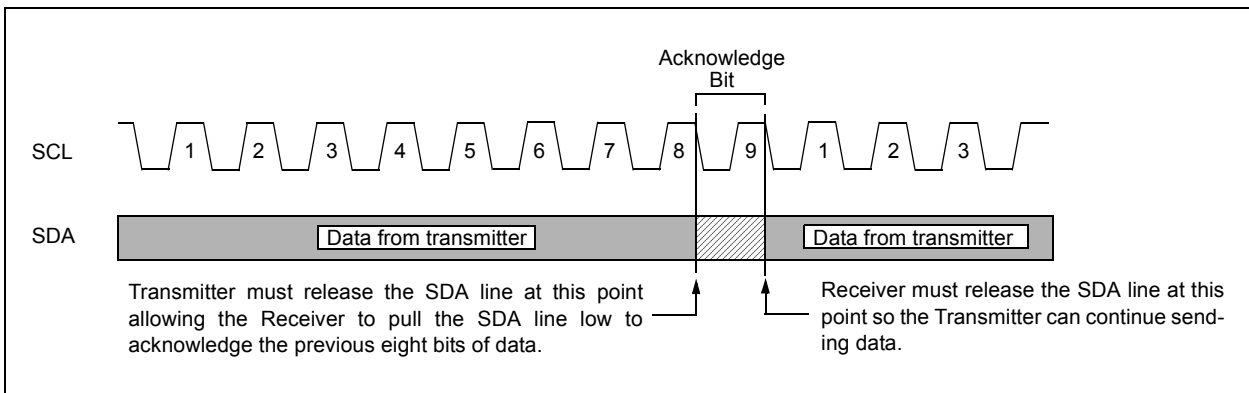 Acknowledge
Bit
SCL
1 2 3 4 5 6 7 8 9 1 2 3
SDA
Data from transmitter
Data from transmitter
Transmitter must release the SDA line at this point
allowing the Receiver to pull the SDA line low to
acknowledge the previous eight bits of data.
Receiver must release the SDA line at this
point so the Transmitter can continue send-
ing data.